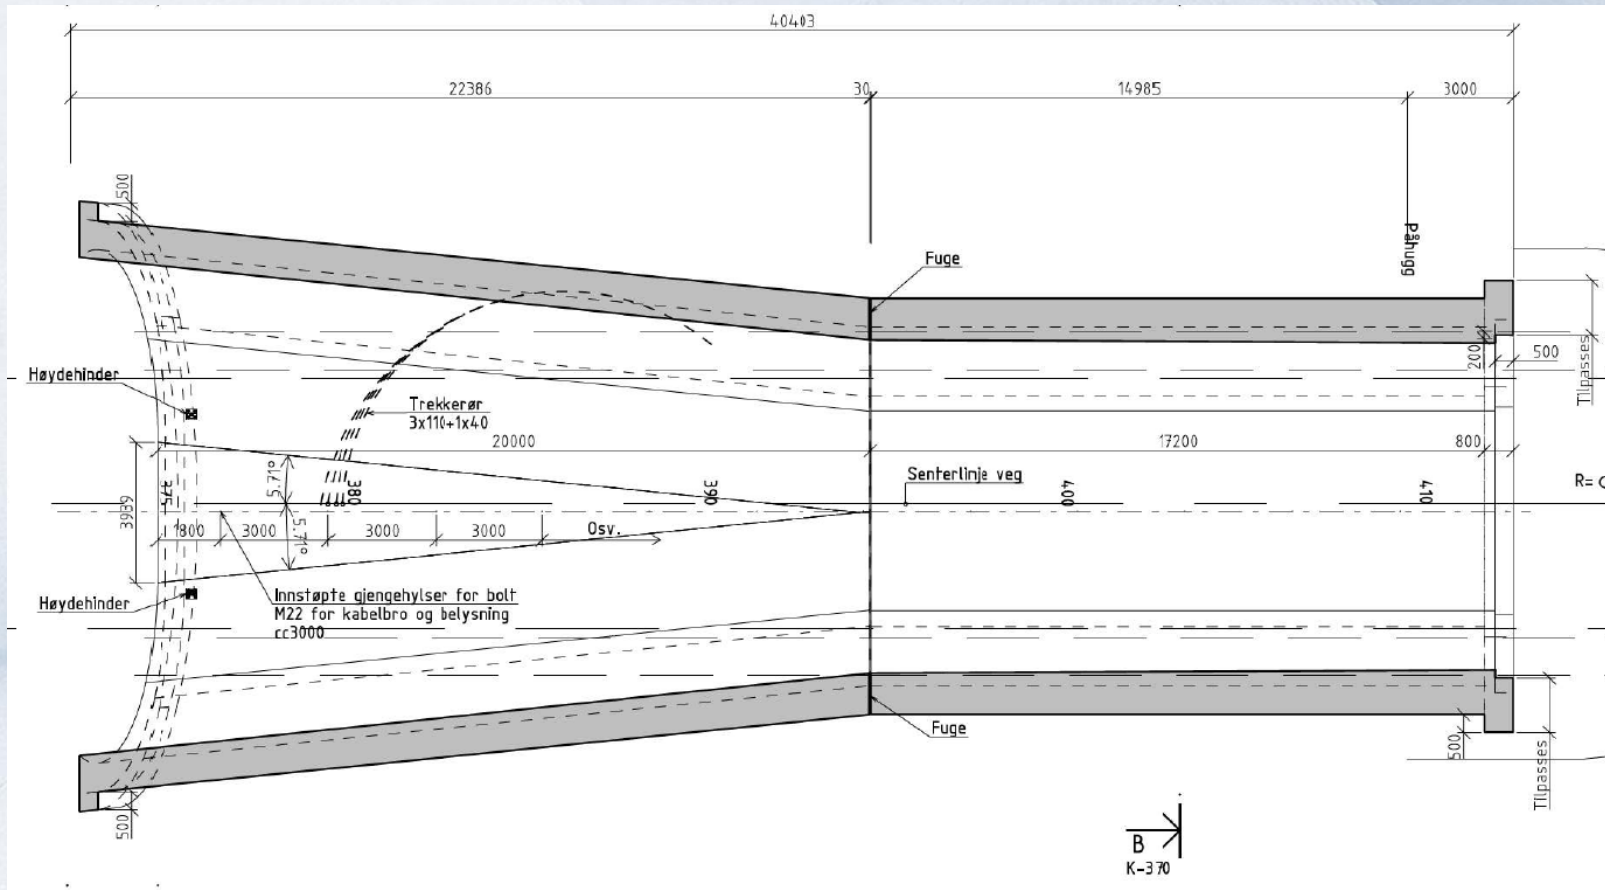 40403
22386
30
14985
3000
500
Påhugg
Fuge
Tilpasses
200
500
Høydehinder
Trekkerør
3x110+1x40
20000
17200
800
5.71°
Senterlinje veg
375
380
390
400
410
R=
3939
1800
3000
3000
3000
Osv.
5.71°
Høydehinder
Innstøpte gjengehylser for bolt
M22 for kabelbro og belysning
cc3000
Fuge
500
Tilpasses
500
B
K-370